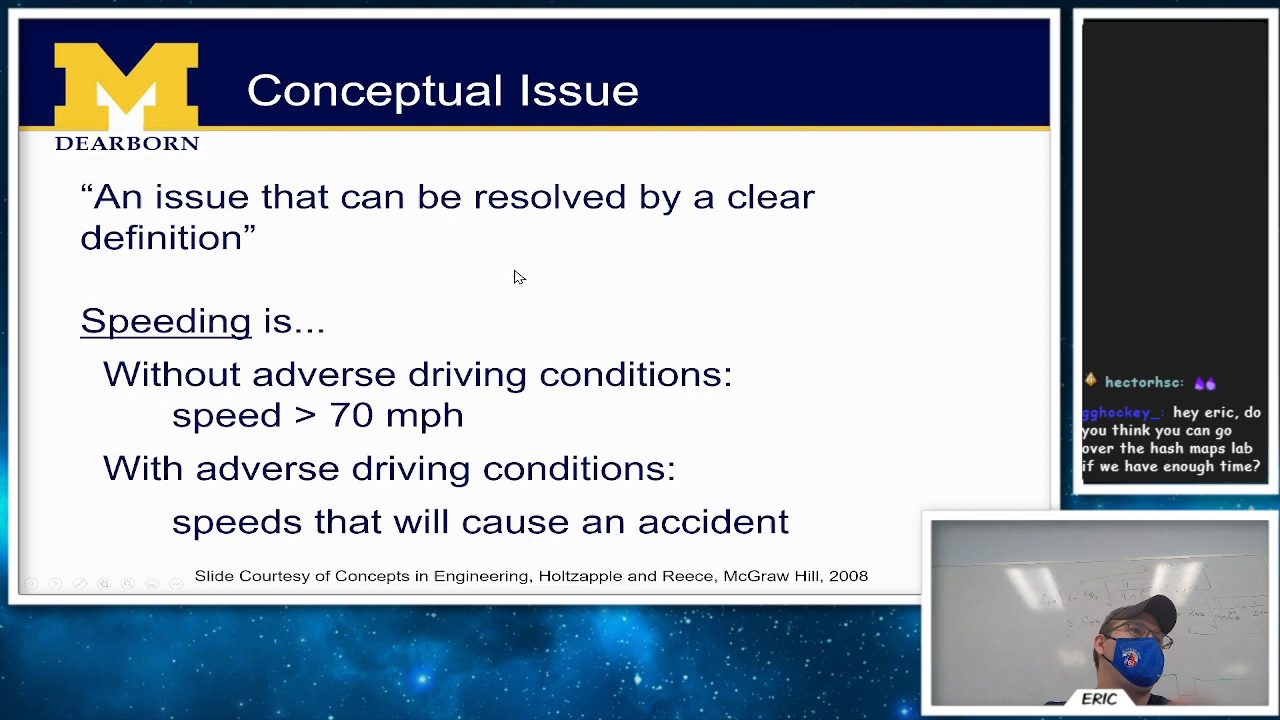 Conceptual Issue
DEARBORN
“An issue that can be resolved by a clear
definition”
Speeding is...
Without adverse driving conditions:
speed > 70 mph
With adverse driving conditions:
speeds that will cause an accident
Slide Courtesy of Concepts in Engineering, Holtzapple and Reece, McGraw Hill, 2008
hectorhsc:
gghockey_: hey eric, do
you think you can go
over the hash maps lab
if we have enough time?
ERIC